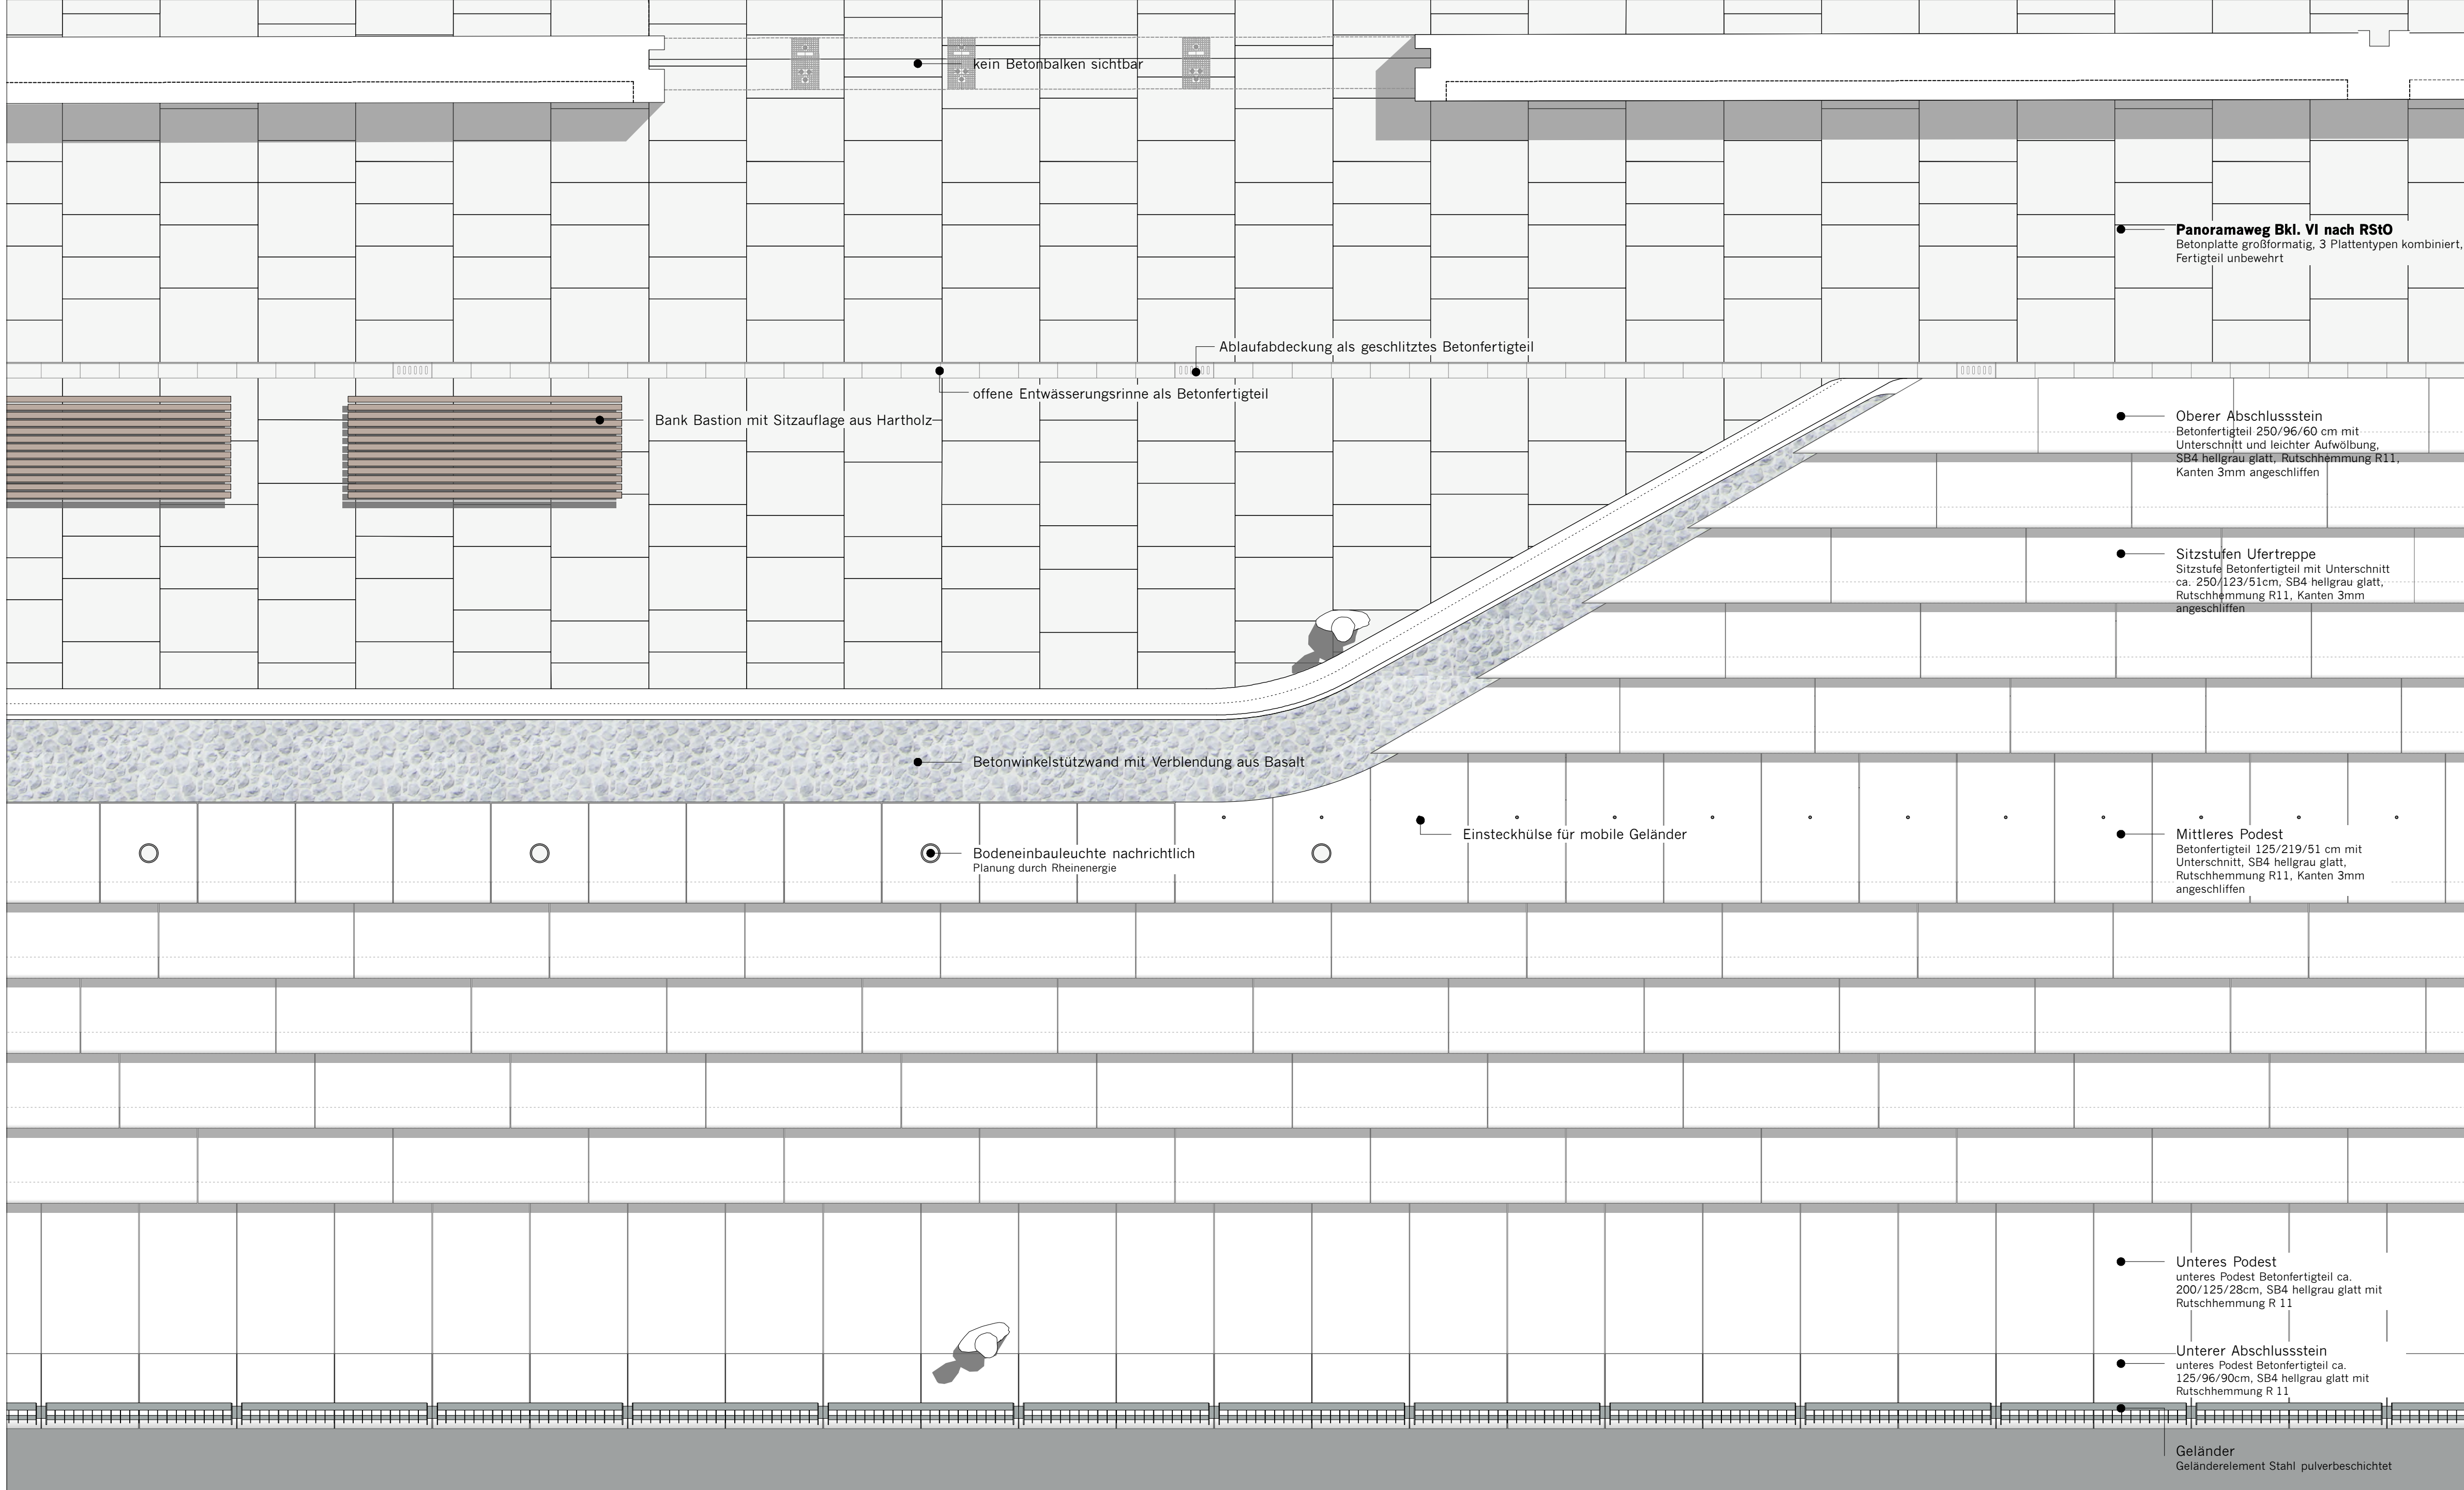 kein Betonbalken sichtbar
Panoramaweg Bkl. VI nach RStO
Betonplatte großformatig, 3 Plattentypen kombiniert,
Fertigteil unbewehrt
Ablaufabdeckung als geschlitztes Betonfertigteil
offene Entwässerungsrinne als Betonfertigteil
Bank Bastion mit Sitzauflage aus Hartholz
Oberer Abschlussstein
Betonfertigteil 250/96/60 cm mit
Unterschnitt und leichter Aufwölbung,
SB4 hellgrau glatt, Rutschhemmung R11,
Kanten 3mm angeschliffen
Sitzstufen Ufertreppe
Sitzstufe Betonfertigteil mit Unterschnitt
ca. 250/123/51cm, SB4 hellgrau glatt,
Rutschhemmung R11, Kanten 3mm
angeschliffen
Betonwinkelstützwand mit Verblendung aus Basalt
Einsteckhülse für mobile Geländer
Bodeneinbauleuchte nachrichtlich
Planung durch Rheinenergie
Mittleres Podest
Betonfertigteil 125/219/51 cm mit
Unterschnitt, SB4 hellgrau glatt,
Rutschhemmung R11, Kanten 3mm
angeschliffen
Unteres Podest
unteres Podest Betonfertigteil ca.
200/125/28cm, SB4 hellgrau glatt mit
Rutschhemmung R 11
Unterer Abschlussstein
unteres Podest Betonfertigteil ca.
125/96/90cm, SB4 hellgrau glatt mit
Rutschhemmung R 11
Geländer
Geländerelement Stahl pulverbeschichtet